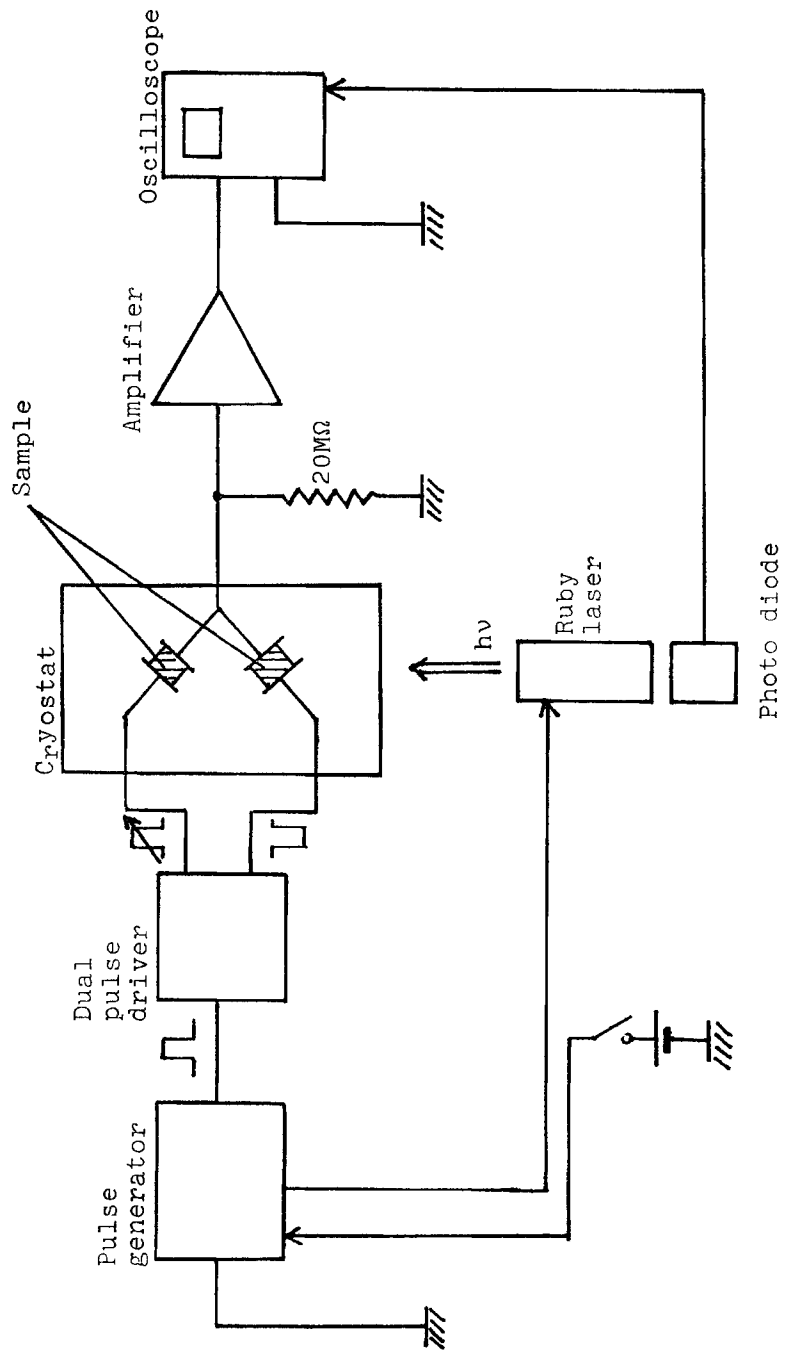 Pulse
generator
Dual
pulse
driver
Cryostat
Sample
20MΩ
Amplifier
Oscilloscope
hν
Ruby
laser
Photo diode